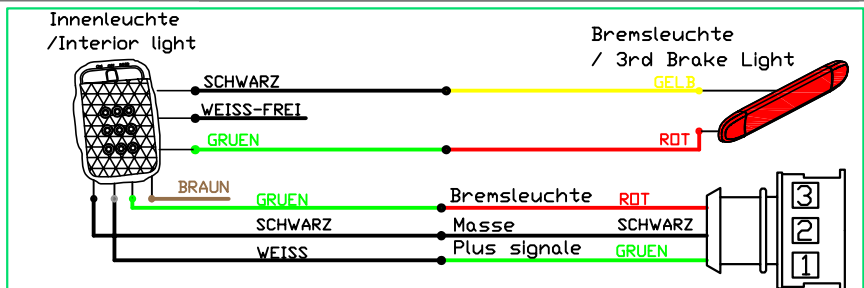 Innenleuchte
/Interior light
Bremsleuchte
/ 3rd Brake Light
SCHWARZ
GELB
WEISS-FREI
GRUEN
ROT
BRAUN
GRUEN
Bremsleuchte
ROT
3
SCHWARZ
Masse
SCHWARZ
2
WEISS
Plus signale
GRUEN
1